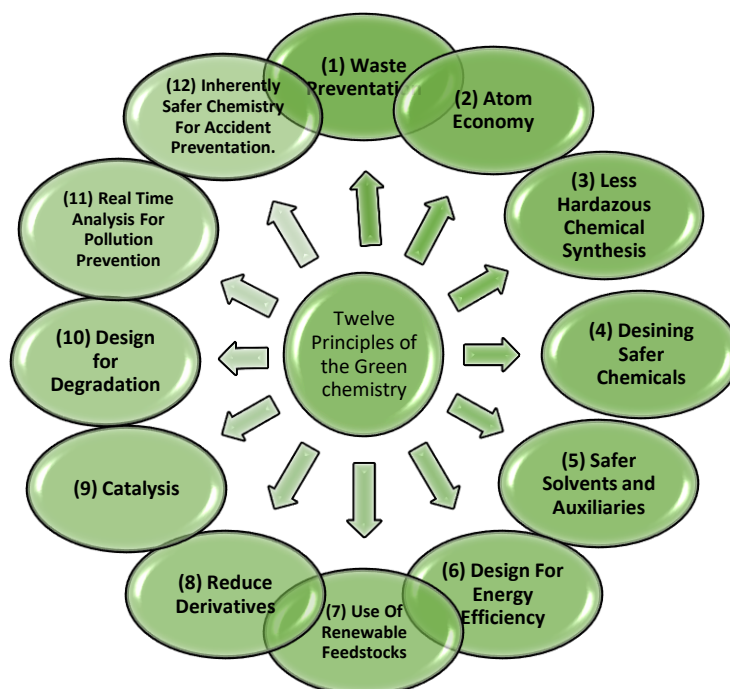 Twelve
Principles of
the Green
chemistry
(1) Waste
Preventation
(2) Atom
Economy
(3) Less
Hardazous
Chemical
Synthesis
(4) Desining
Safer
Chemicals
(5) Safer
Solvents and
Auxiliaries
(6) Design For
Energy
Efficiency
(7) Use Of
Renewable
Feedstocks
(8) Reduce
Derivatives
(9) Catalysis
(10) Design
for
Degradation
(11) Real Time
Analysis For
Pollution
Prevention
(12) Inherently
Safer Chemistry
For Accident
Preventation.